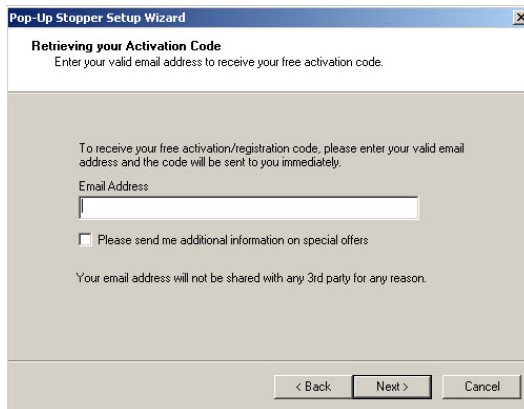 Pop-Up Stopper Setup Wizard
Retrieving your Activation Code
Enter your valid email address to receive your free activation code.
To receive your free activation/registration code, please enter your valid email
address and the code will be sent to you immediately.
Email Address
Please send me additional information on special offers
Your email address will not be shared with any 3rd party for any reason.
< Back Next > Cancel